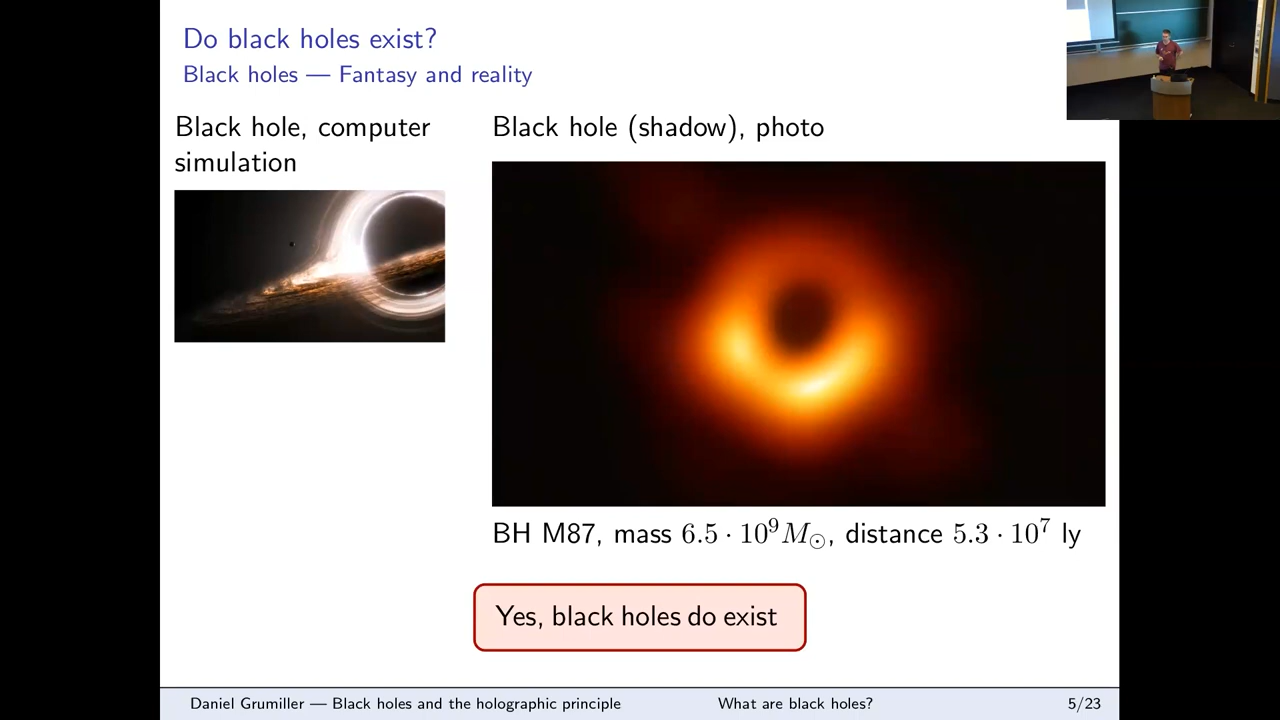 Do black holes exist?
Black holes — Fantasy and reality
Black hole, computer
simulation
Black hole (shadow), photo
BH M87, mass 6.5 · 10⁹M☉, distance 5.3 · 10⁷ ly
Yes, black holes do exist
Daniel Grumiller — Black holes and the holographic principle
What are black holes?
5/23